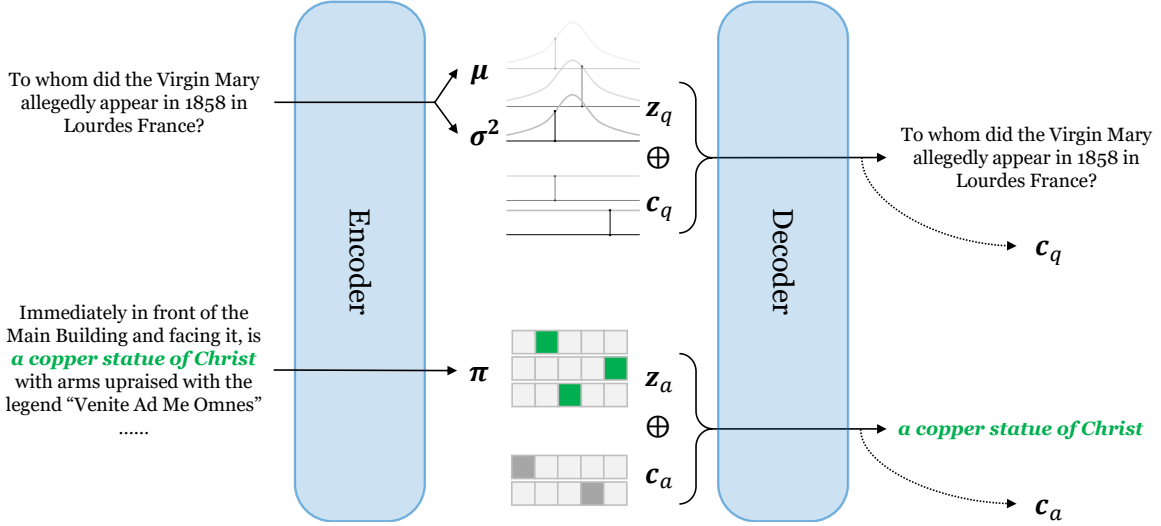 To whom did the Virgin Mary
allegedly appear in 1858 in
Lourdes France?
Encoder
μ
σ²
z_q
⊕
c_q
Decoder
To whom did the Virgin Mary
allegedly appear in 1858 in
Lourdes France?
c_q
Immediately in front of the
Main Building and facing it, is
a copper statue of Christ
with arms upraised with the
legend “Venite Ad Me Omnes”
......
π
z_a
⊕
c_a
a copper statue of Christ
c_a